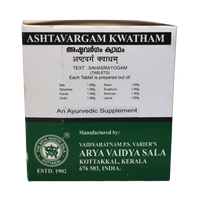 ASHTAVARGAM KWATHAM
അഷ്ടവർഗം ക്വാഥം
अष्टवर्गं क्वाथम्
TEXT : SAHASRAYOGAM
(TABLETS)
Each Tablet is prepared out of:
An Ayurvedic Supplement
Manufactured by:
VAIDYARATNAM P.S. VARIER'S
ARYA VAIDYA SALA
KOTTAKKAL, KERALA
676 503, INDIA.
ESTD. 1902